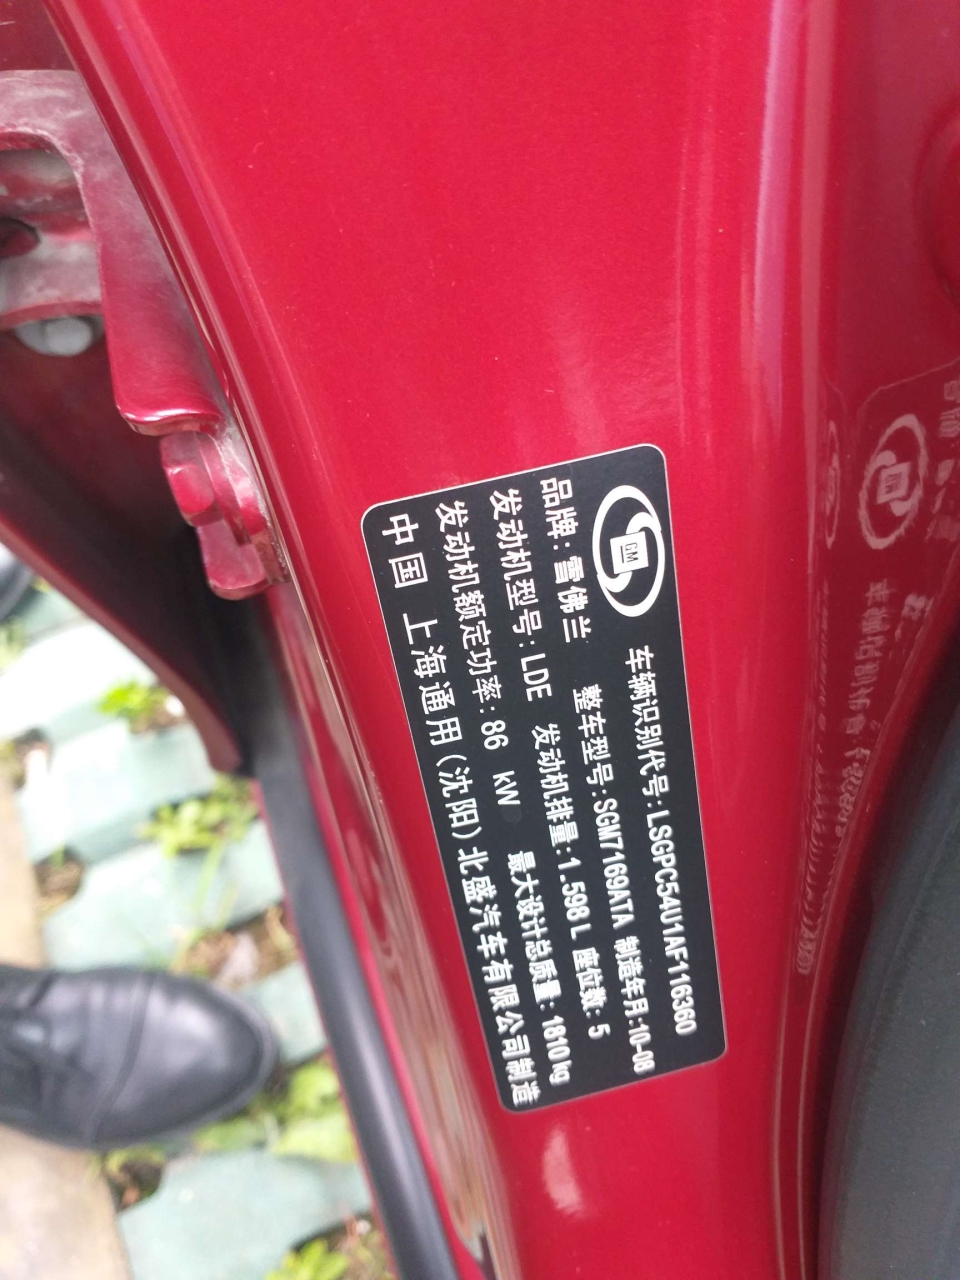 GM 车辆识别代号:LSGPC54U1AF116360
品牌:雪佛兰 整车型号:SGM7169ATA 制造年月:10-08
发动机型号:LDE 发动机排量:1.598L 座位数:5
发动机额定功率:86 kW 最大设计总质量:1810kg
中国 上海通用(沈阳)北盛汽车有限公司制造